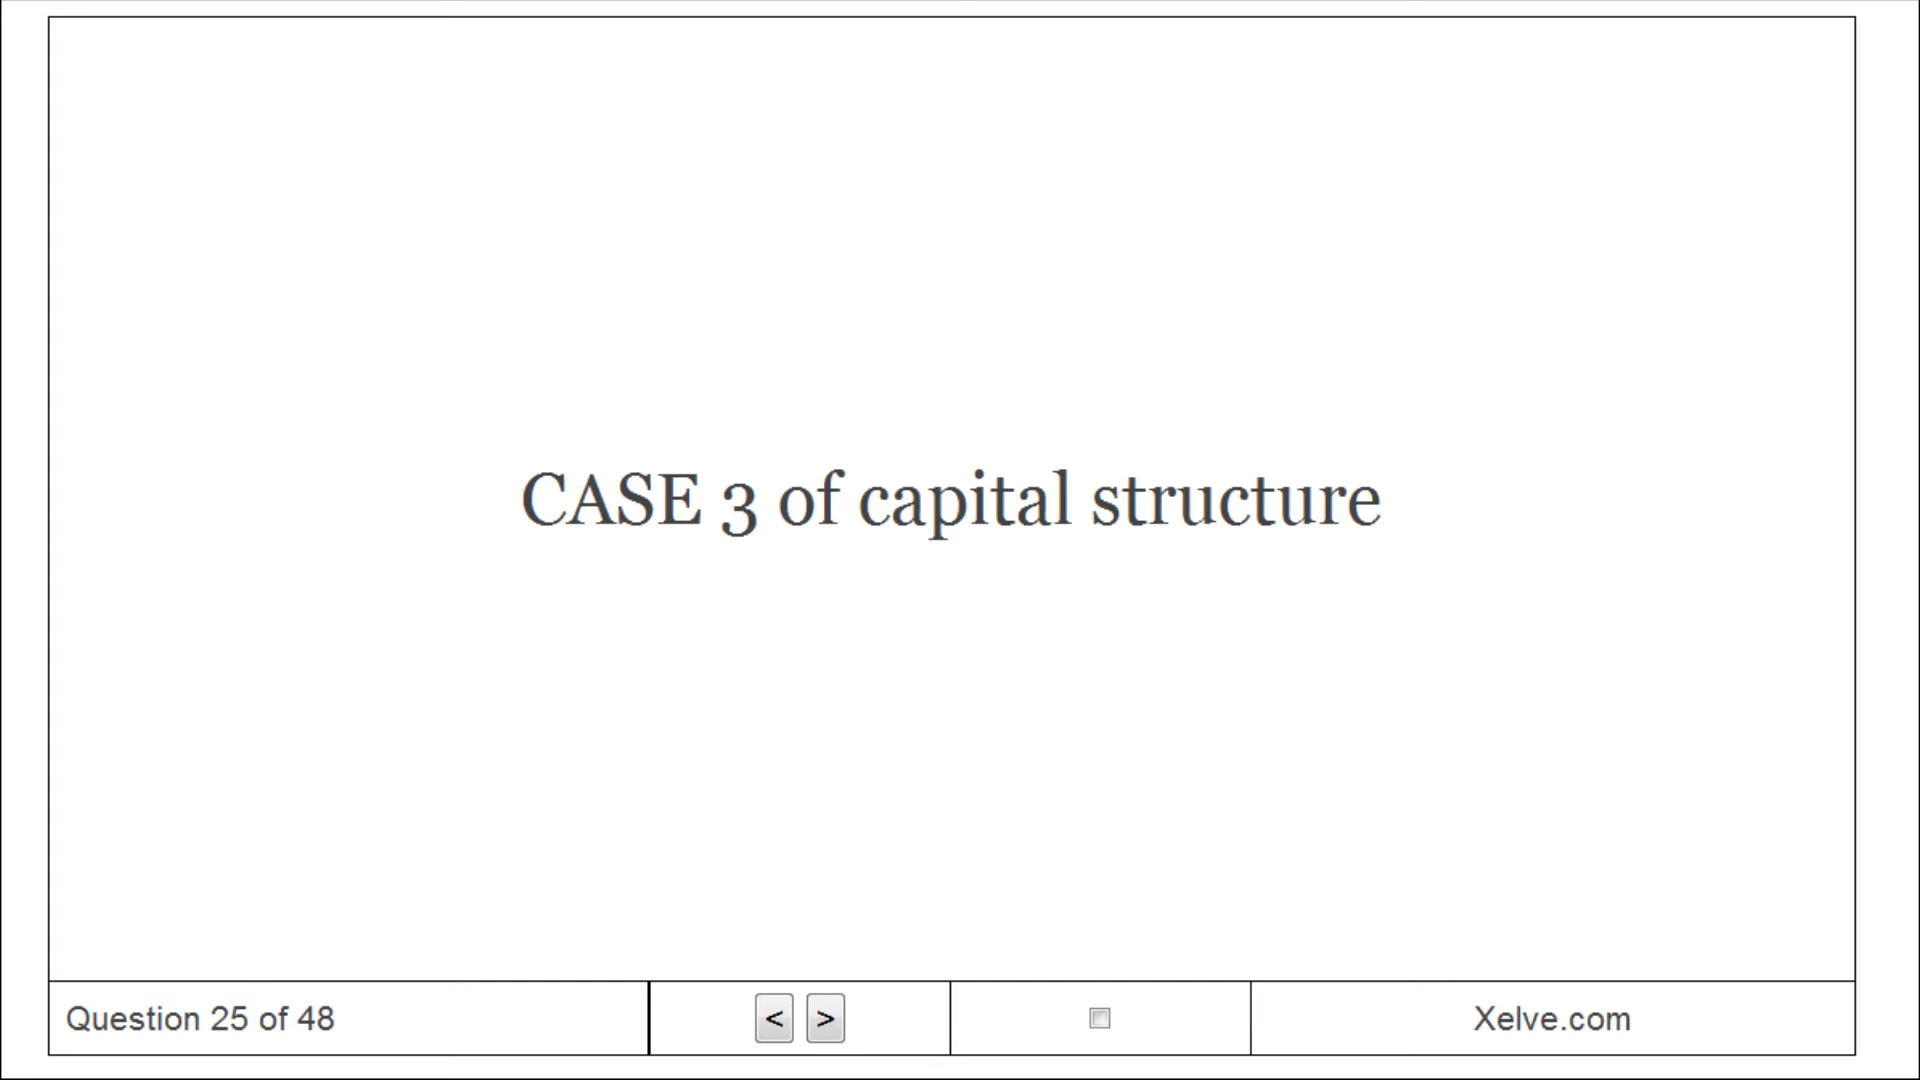 CASE 3 of capital structure
Question 25 of 48
< >
Xelve.com